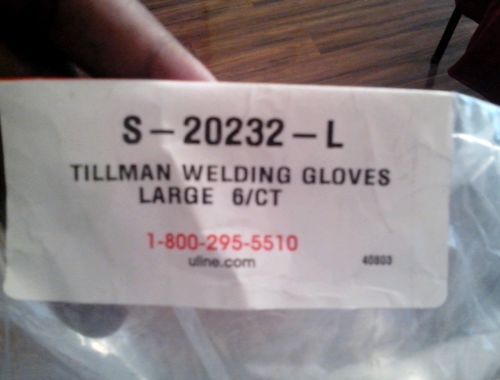 S-20232-L
TILLMAN WELDING GLOVES
LARGE 6/CT
1-800-295-5510
uline.com
40803